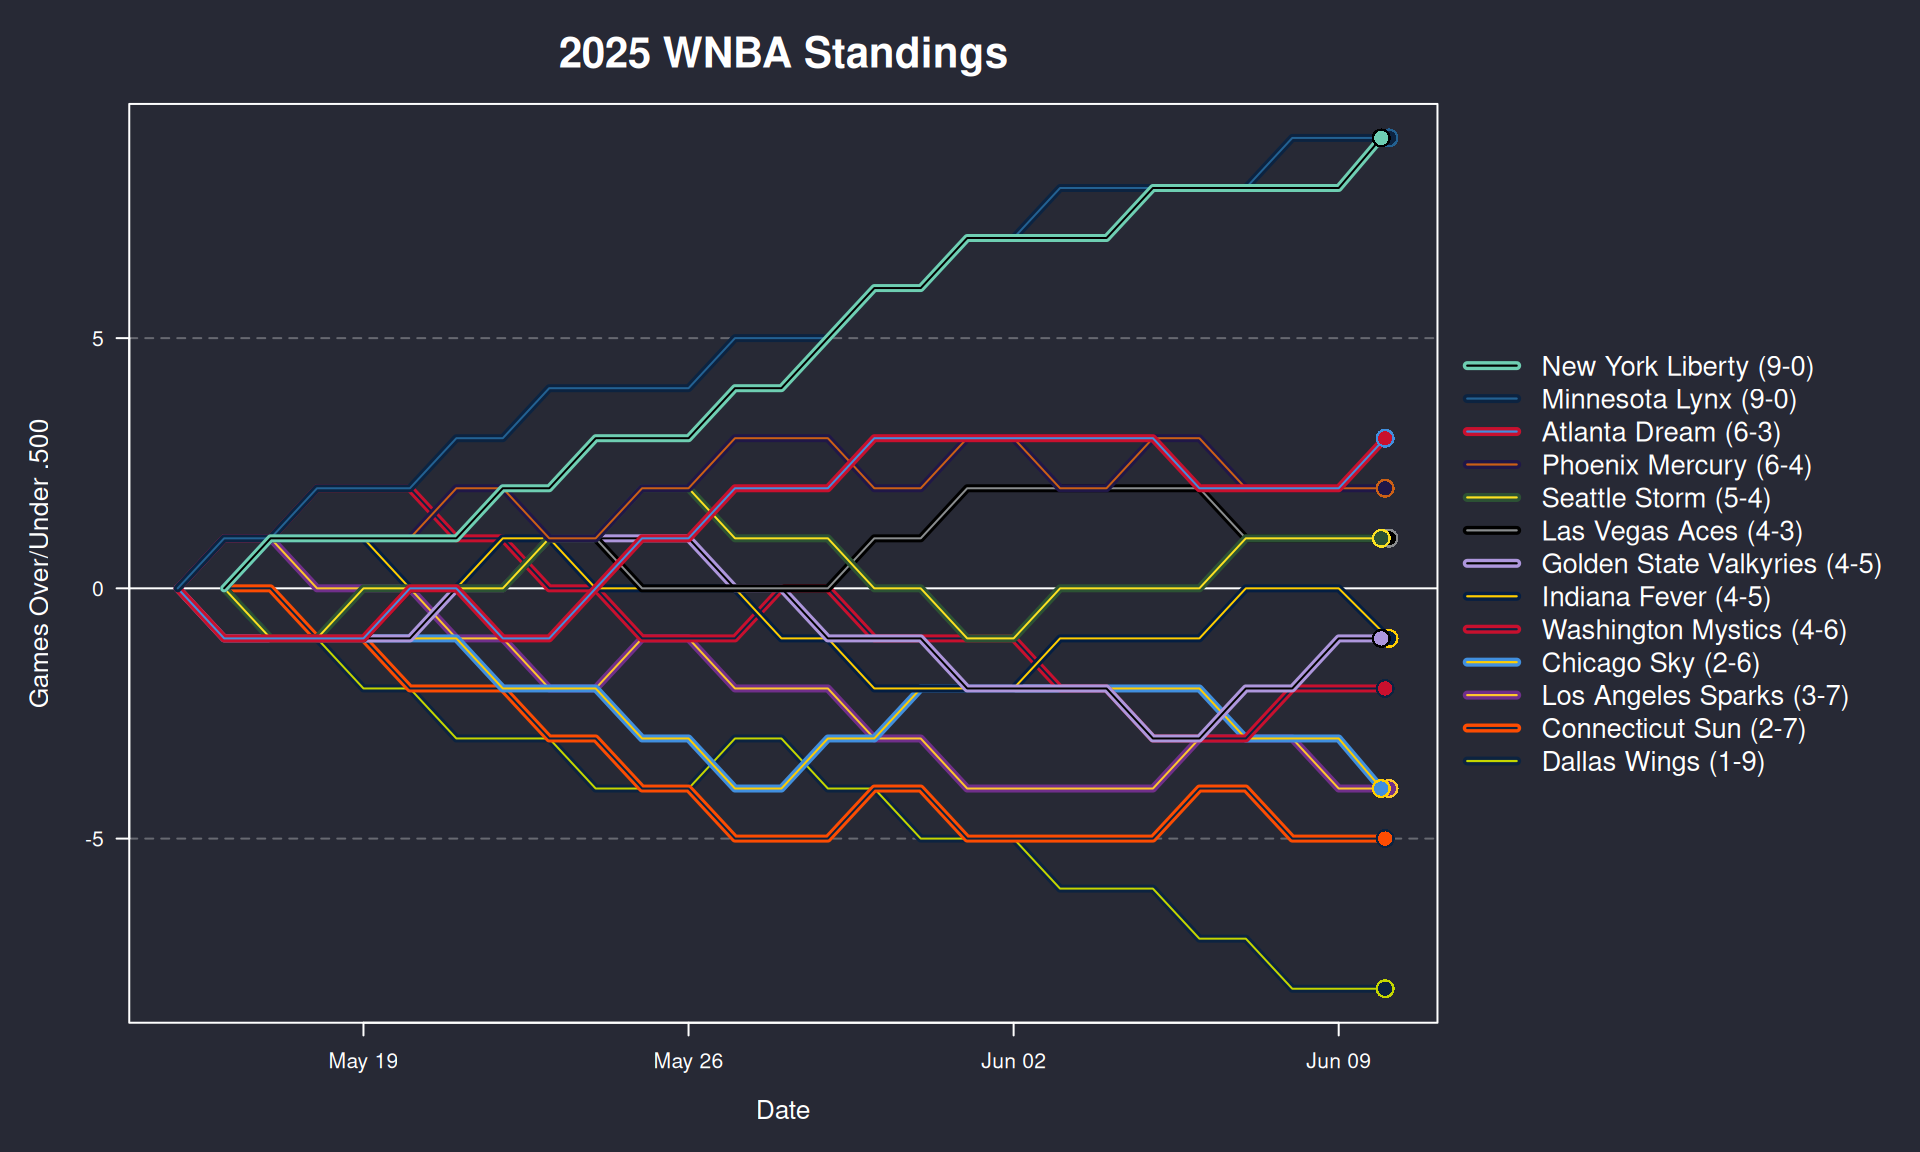 2025 WNBA Standings
Games Over/Under .500
5
0
-5
May 19
May 26
Jun 02
Jun 09
Date
New York Liberty (9-0)
Minnesota Lynx (9-0)
Atlanta Dream (6-3)
Phoenix Mercury (6-4)
Seattle Storm (5-4)
Las Vegas Aces (4-3)
Golden State Valkyries (4-5)
Indiana Fever (4-5)
Washington Mystics (4-6)
Chicago Sky (2-6)
Los Angeles Sparks (3-7)
Connecticut Sun (2-7)
Dallas Wings (1-9)